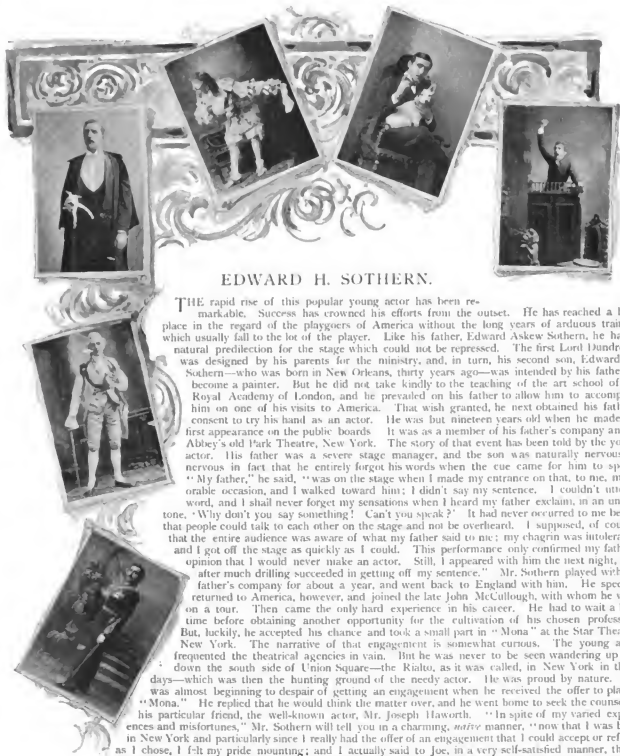 EDWARD H. SOTHERN.
THE rapid rise of this popular young actor has been re-
markable. Success has crowned his efforts from the outset. He has reached a
place in the regard of the playgoers of America without the long years of arduous
which usually fall to the lot of the player. Like his father, Edward Askew Sothern, he
natural predilection for the stage which could not be repressed. The first Lord
was designed by his parents for the ministry, and, in turn, his second son, Edward
Sothern—who was born in New Orleans, thirty years ago—was intended by his
become a painter. But he did not take kindly to the teaching of the art school of
Royal Academy of London, and he prevailed on his father to allow him to
him on one of his visits to America. That wish granted, he next obtained his
consent to try his hand as an actor. He was but nineteen years old when he made
first appearance on the public boards It was as a member of his father's company
Abbey's old Park Theatre, New York. The story of that event has been told by the
actor. His father was a severe stage manager, and the son was naturally
nervous in fact that he entirely forgot his words when the cue came for him to
"My father," he said, "was on the stage when I made my entrance on that, to me,
orable occasion, and I walked toward him; I didn't say my sentence. I couldn't
word, and I shall never forget my sensations when I heard my father exclaim, in an
tone, 'Why don't you say something! Can't you speak?' It had never occurred to me
that people could talk to each other on the stage and not be overheard. I supposed, of
that the entire audience was aware of what my father said to me; my chagrin was
and I got off the stage as quickly as I could. This performance only confirmed my
opinion that I would never make an actor. Still, I appeared with him the next night,
after much drilling succeeded in getting off my sentence." Mr. Sothern played with
father's company for about a year, and went back to England with him. He
returned to America, however, and joined the late John McCullough, with whom he
on a tour. Then came the only hard experience in his career. He had to wait a
time before obtaining another opportunity for the cultivation of his chosen
But, luckily, he accepted his chance and took a small part in "Mona" at the Star
New York. The narrative of that engagement is somewhat curious. The young
frequented the theatrical agencies in vain. But he was never to be seen wandering up
down the south side of Union Square—the Rialto, as it was called, in New York in
days—which was then the hunting ground of the needy actor. He was proud by nature.
was almost beginning to despair of getting an engagement when he received the offer to
"Mona." He replied that he would think the matter over, and he went home to seek the
his particular friend, the well-known actor, Mr. Joseph Haworth. "In spite of my varied
ences and misfortunes," Mr. Sothern will tell you in a charming, naive manner, "now that I was
in New York and particularly since I really had the offer of an engagement that I could accept or
as I chose, I felt my pride mounting; and I actually said to Joe, in a very self-satisfied manner,